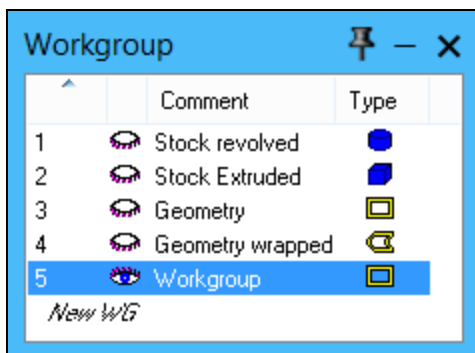 Workgroup
Comment Type
1 Stock revolved
2 Stock Extruded
3 Geometry
4 Geometry wrapped
5 Workgroup
New WG